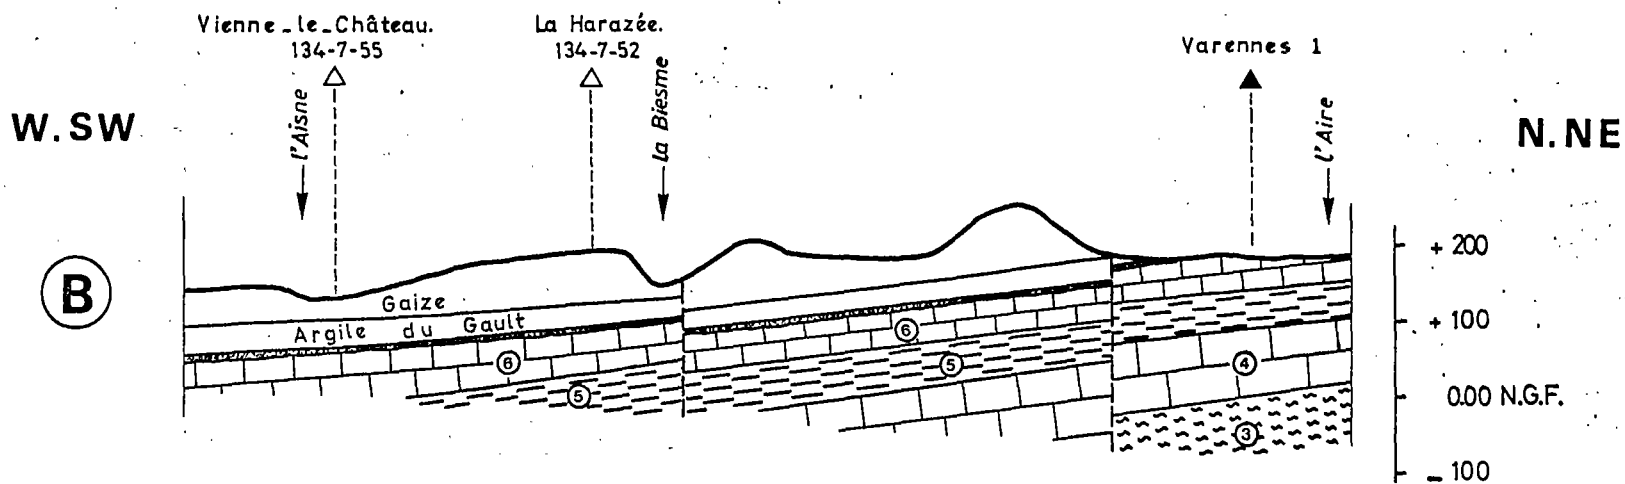 Vienne_le_Château.
134-7-55
La Harazée.
134-7-52
Varennes 1
l'Aisne
La Biesme
l'Aire
W.SW
N.NE
B
+ 200
Gaize
Argile du Gault
+ 100
6
6
5
5
4
0.00 N.G.F.
3
_ 100